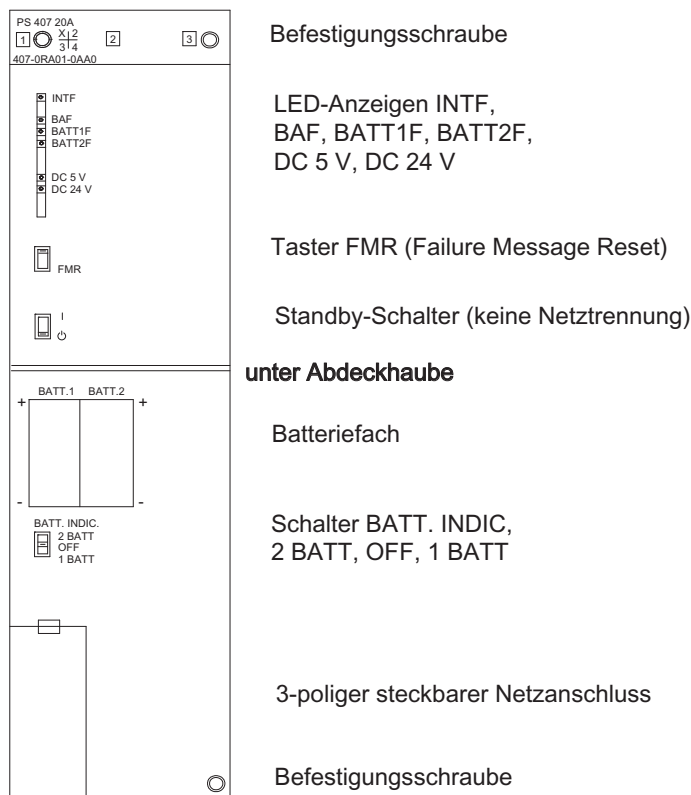 PS 407 20A
1 X 2 3 4 2 3
407-0RA01-0AA0
Befestigungsschraube
INTF
BAF
BATT1F
BATT2F
DC 5 V
DC 24 V
LED-Anzeigen INTF,
BAF, BATT1F, BATT2F,
DC 5 V, DC 24 V
FMR
Taster FMR (Failure Message Reset)
I
Standby-Schalter (keine Netztrennung)
unter Abdeckhaube
BATT.1 BATT.2
+ +
Batteriefach
- -
BATT. INDIC.
2 BATT
OFF
1 BATT
Schalter BATT. INDIC,
2 BATT, OFF, 1 BATT
3-poliger steckbarer Netzanschluss
Befestigungsschraube